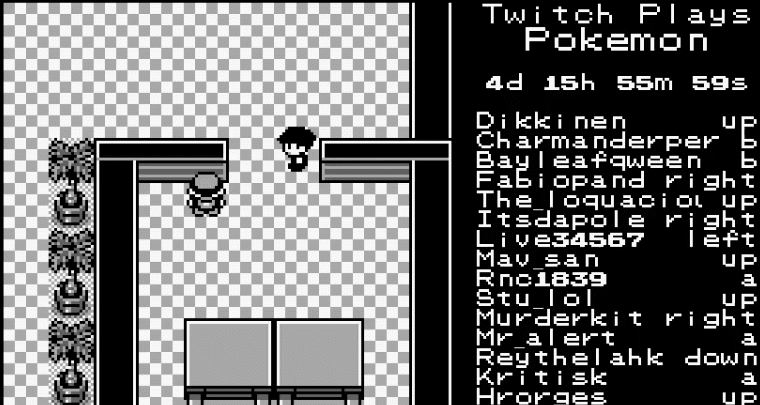 Twitch Plays
Pokemon
4d 15h 55m 59s
Dikkinen up
Charmanderper b
Bayleafqween b
Fabiopand right
The_loquaciou up
Itsdapole right
Live34567 left
Mav_san up
Rnc1839 a
Stu_lol up
Murderkit right
Mr_alert a
Reythelahk down
Kritisk a
Hrorges up